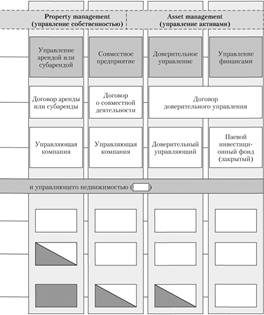 Property management Asset management
(управление собственностью) (управление активами)
Управление Совместное Доверительное Управление
арендой или предприятие управление финансами
субарендой
Договор аренды Договор Договор
или субаренды о совместной доверительного управления
деятельности
Управляющая Управляющая Доверительный Паевой
компания компания управляющий инвестици-
онный фонд
(закрытый)
и управляющего недвижимостью ( )